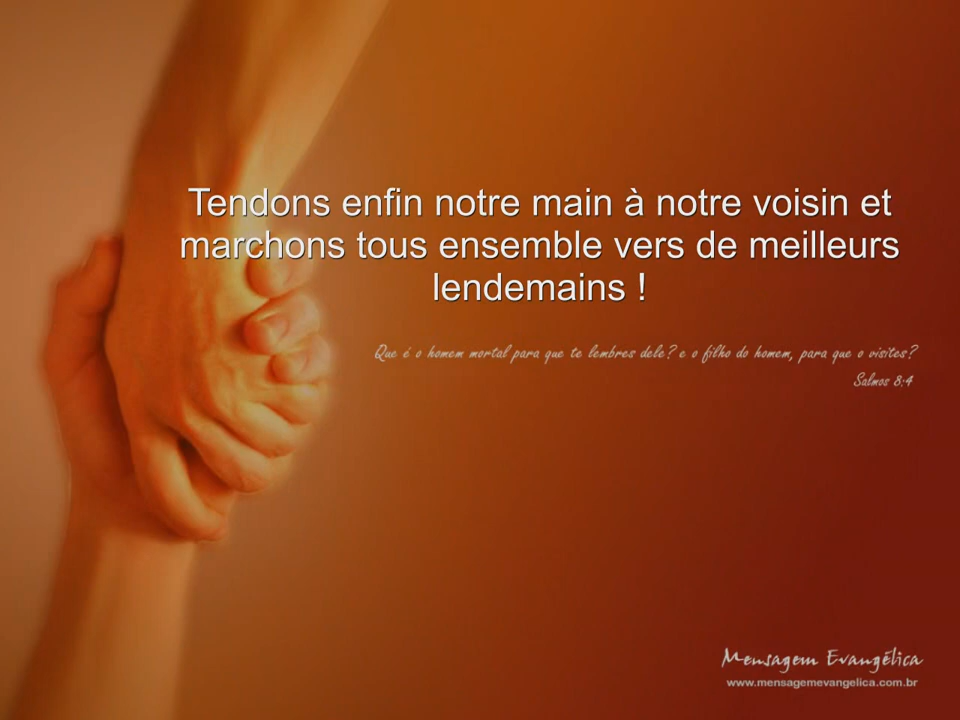 Tendons enfin notre main à notre voisin et
marchons tous ensemble vers de meilleurs
lendemains !
Que é o homem mortal para que te lembres dele? e o filho do homem, para que o visites?
Salmos 8:4
Mensagem Evangélica
www.mensagemevangelica.com.br